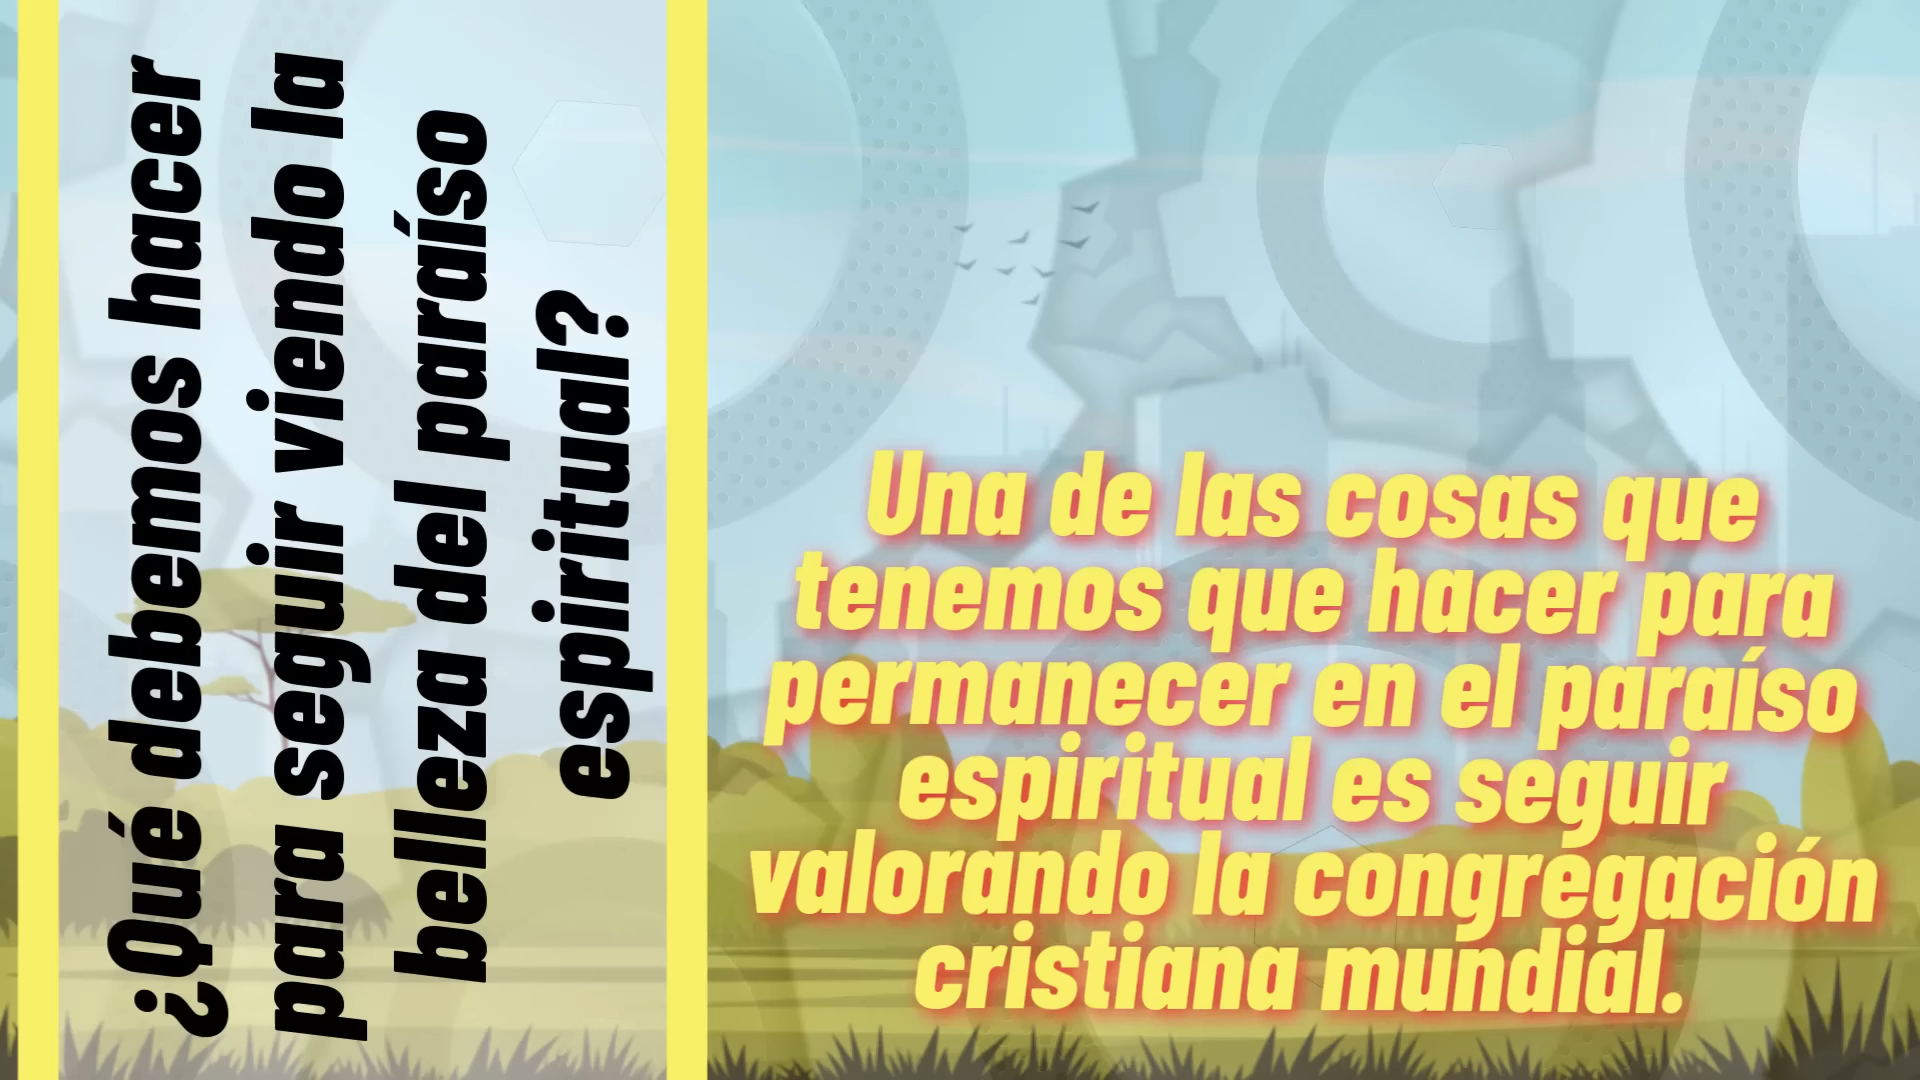 ¿Qué debemos hacer
para seguir viendo la
belleza del paraíso
espiritual?
Una de las cosas que
tenemos que hacer para
permanecer en el paraíso
espiritual es seguir
valorando la congregación
cristiana mundial.